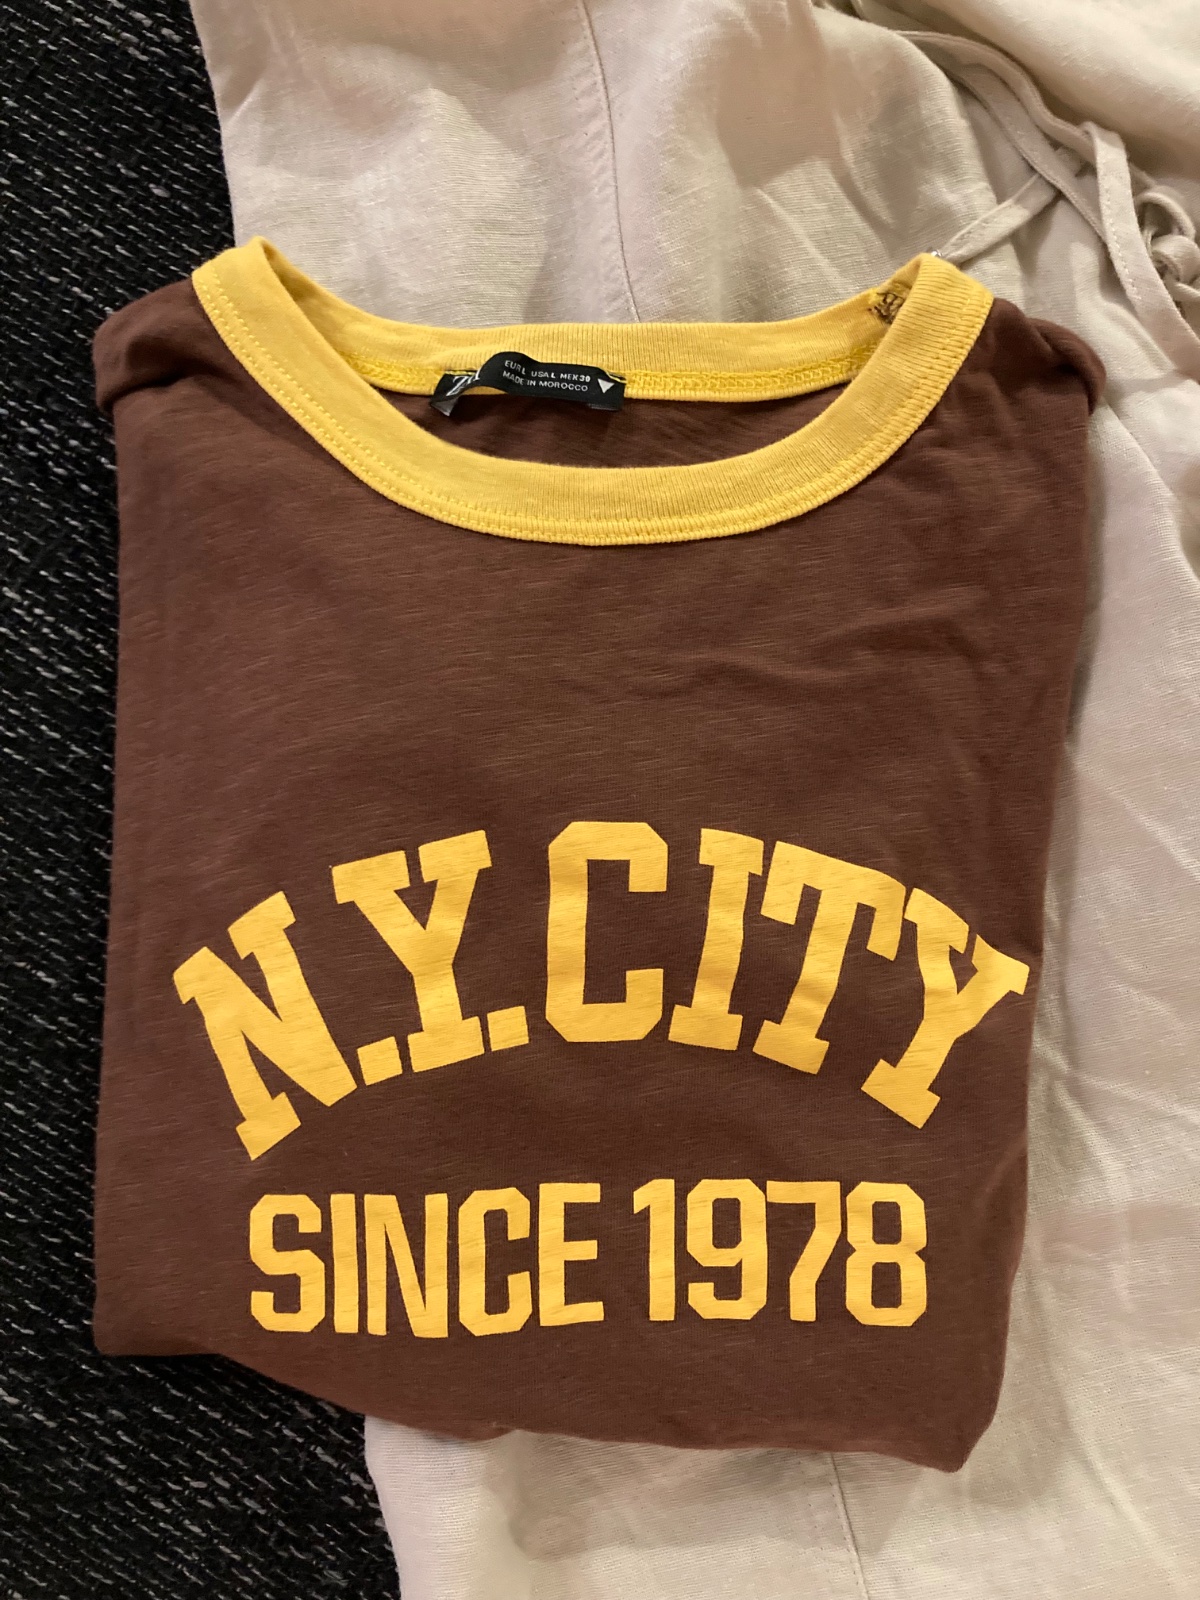 EUR L USA L MEX 30
MADE IN MOROCCO
N.Y.CITY
SINCE 1978